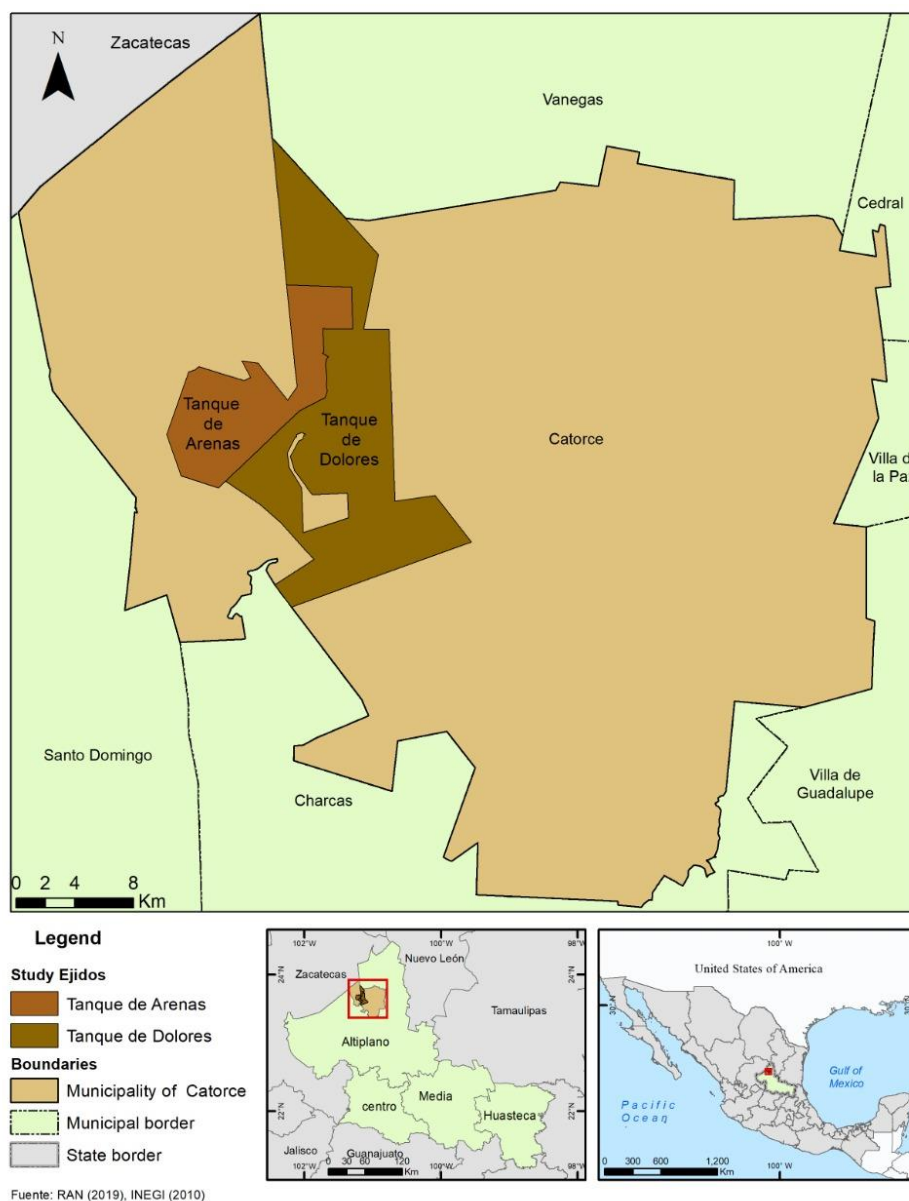 N
Zacatecas
Vanegas
Cedral
Tanque
de
Arenas
Tanque
de
Dolores
Catorce
Villa d
la Pa
Santo Domingo
Charcas
Villa de
Guadalupe
0 2 4 8
Km
Legend
Study Ejidos
Tanque de Arenas
Tanque de Dolores
Boundaries
Municipality of Catorce
Municipal border
State border
Fuente: RAN (2019), INEGI (2010)
102°W 100°W 98°W
24°N
22°N
Zacatecas
Nuevo León
Tamaulipas
Altiplano
centro
Media
Huasteca
Jalisco
Guanajuato
0 30 60 120
Km
102°W 100°W 98°W
100°W
United States of America
30°N
30°
Gulf of
Mexico
Pacific
Ocean
0 300 600 1,200
Km
100°W